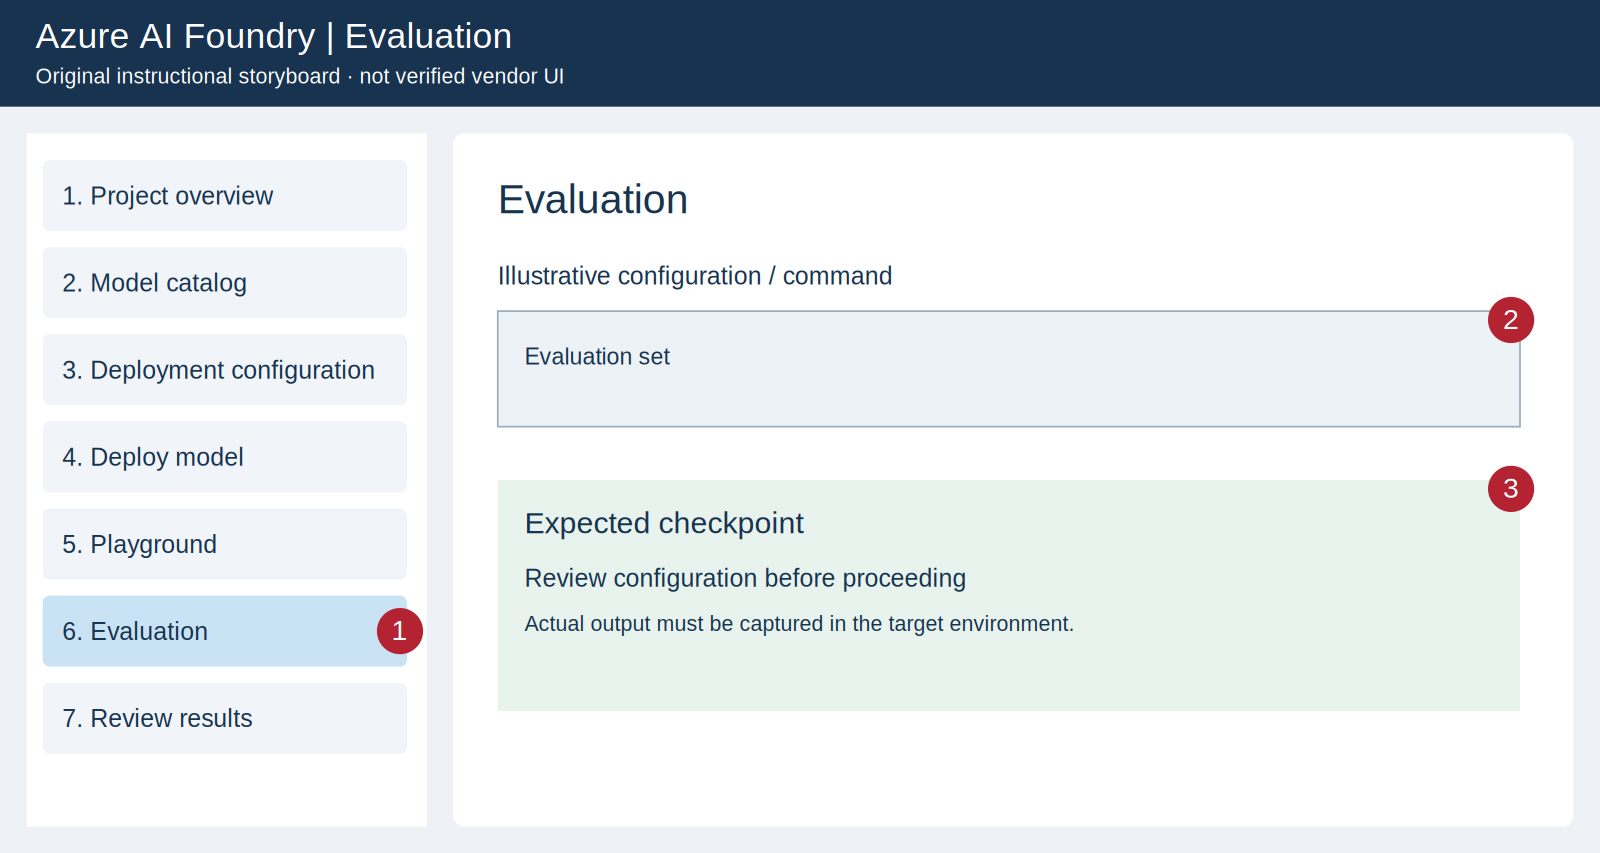 Azure AI Foundry | Evaluation
Original instructional storyboard · not verified vendor UI
1. Project overview
2. Model catalog
3. Deployment configuration
4. Deploy model
5. Playground
6. Evaluation
1
7. Review results
Evaluation
Illustrative configuration / command
2
Evaluation set
3
Expected checkpoint
Review configuration before proceeding
Actual output must be captured in the target environment.